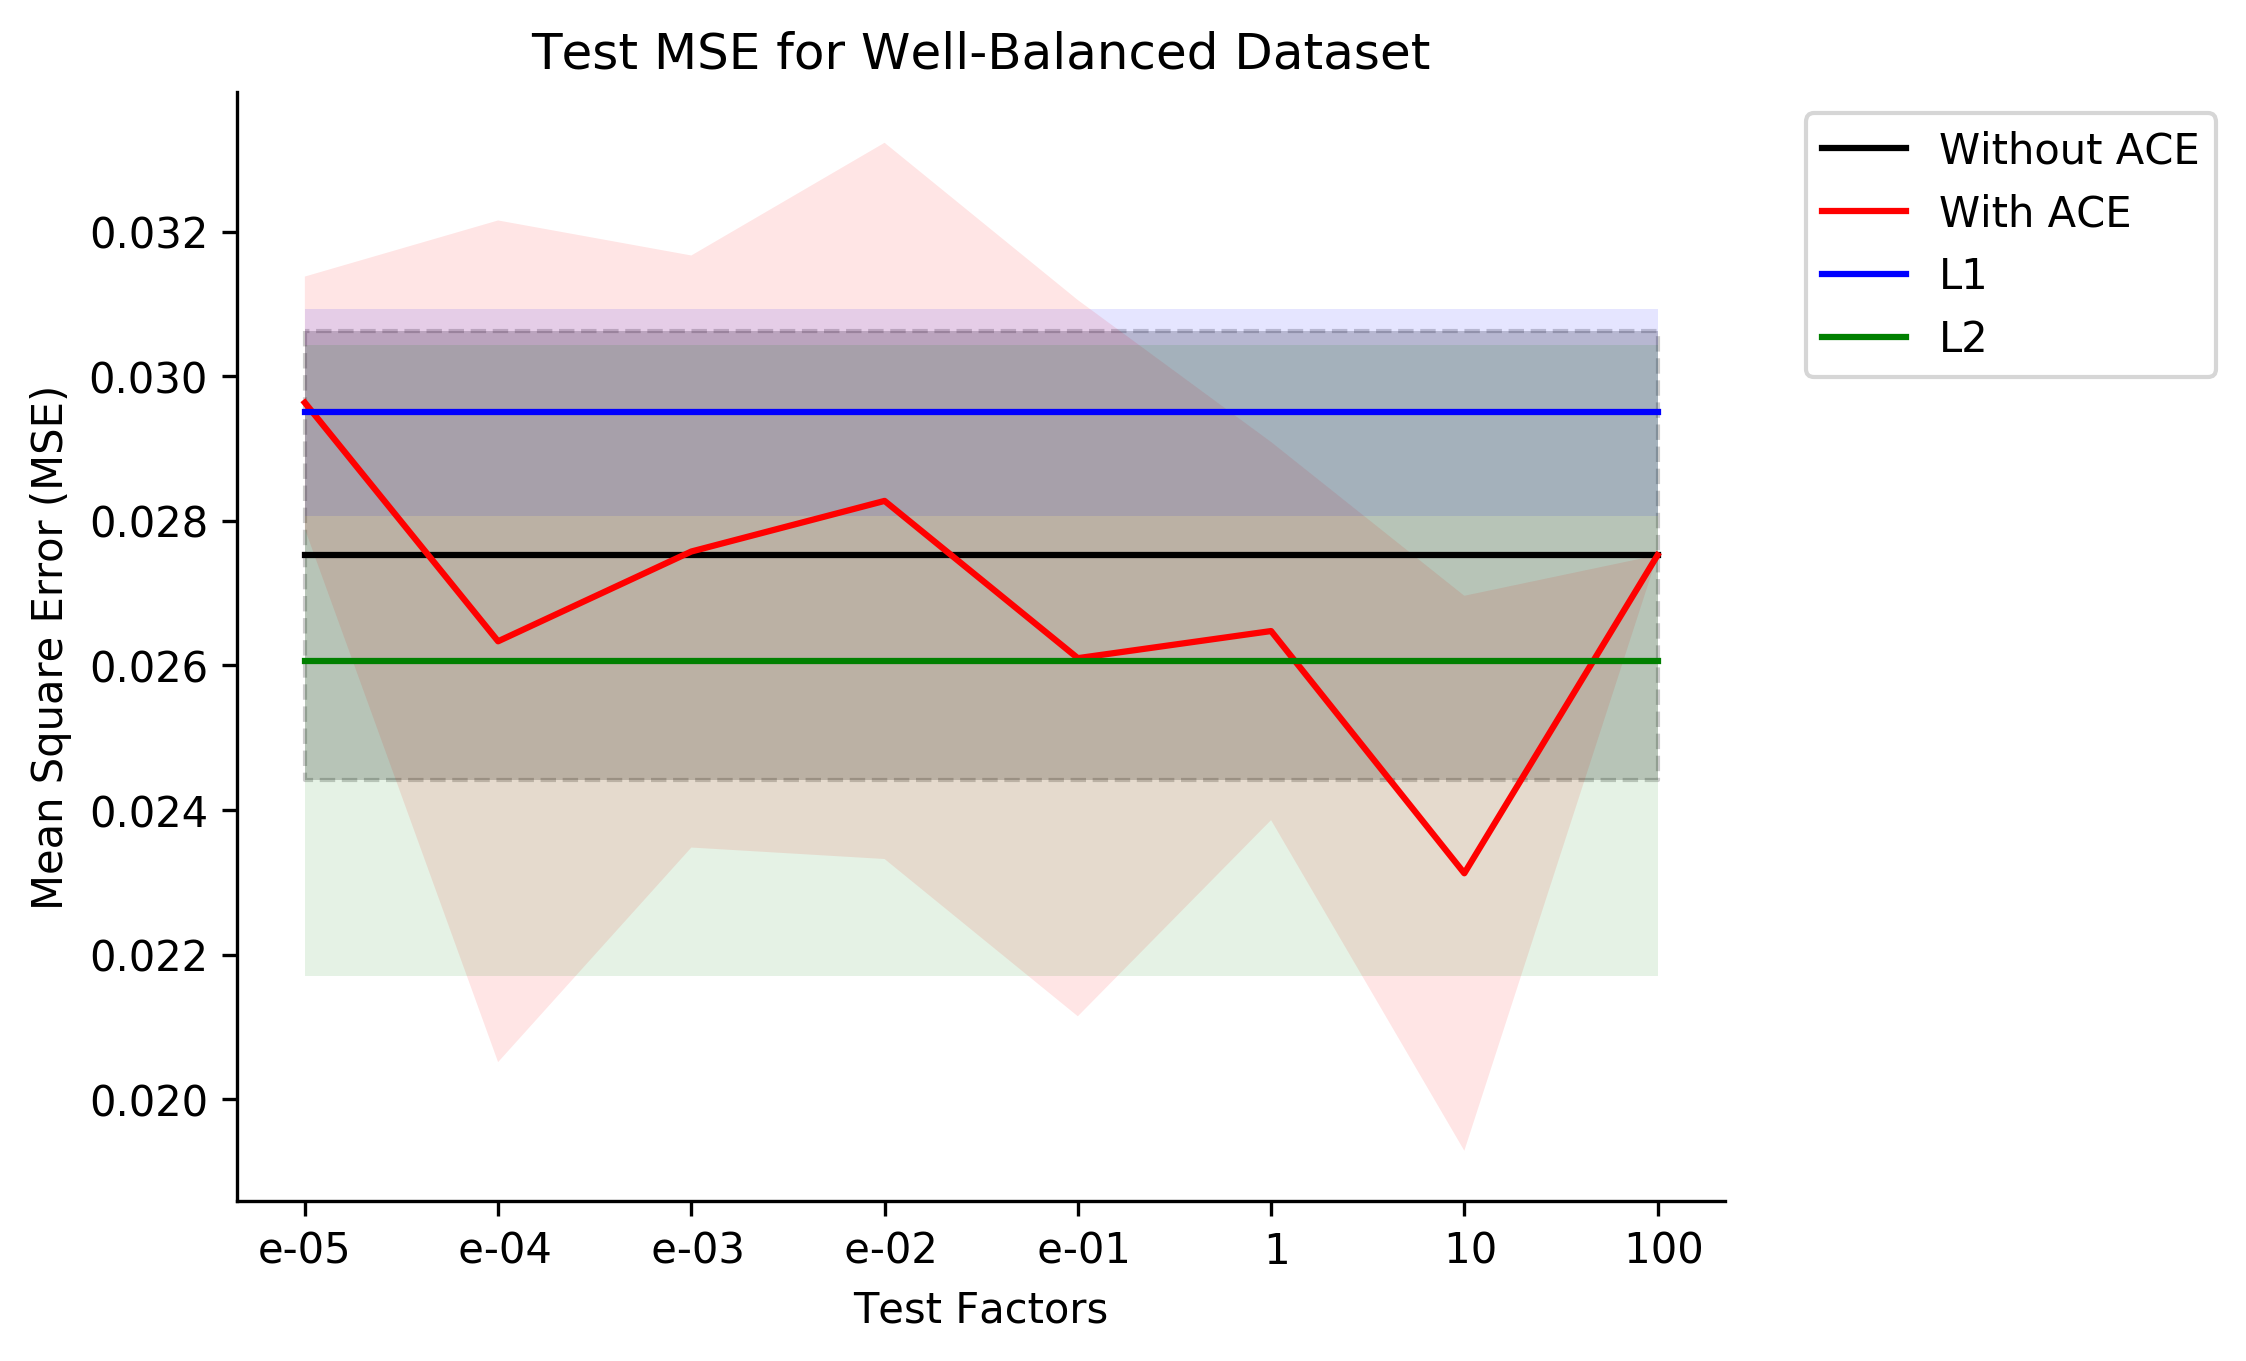 Test MSE for Well-Balanced Dataset
Without ACE
With ACE
L1
L2
Mean Square Error (MSE)
0.032
0.030
0.028
0.026
0.024
0.022
0.020
e-05 e-04 e-03 e-02 e-01 1 10 100
Test Factors